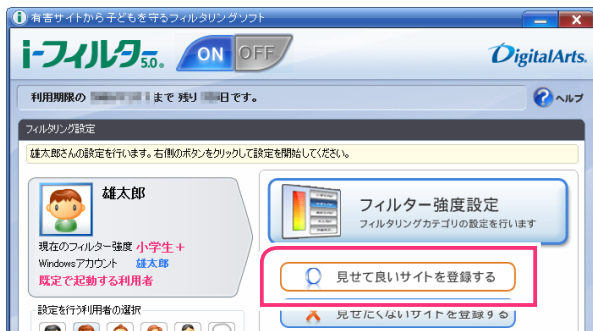 有害サイトから子どもを守るフィルタリングソフト
i-フィルター5.0.
ON OFF
DigitalArts.
利用期限の まで 残り 日です。
ヘルプ
フィルタリング設定
雄太郎さんの設定を行います。右側のボタンをクリックして設定を開始してください。
雄太郎
現在のフィルター強度 小学生+
Windowsアカウント 雄太郎
既定で起動する利用者
設定を行う利用者の選択
フィルター強度設定
フィルタリングカテゴリの設定を行います
見せて良いサイトを登録する
見せたくないサイトを登録する